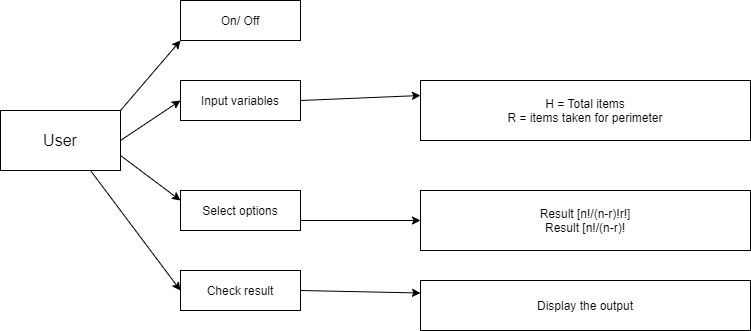 On/ Off
Input variables
H = Total items
R = items taken for perimeter
User
Select options
Result [n!/(n-r)!r!]
Result [n!/(n-r)!
Check result
Display the output